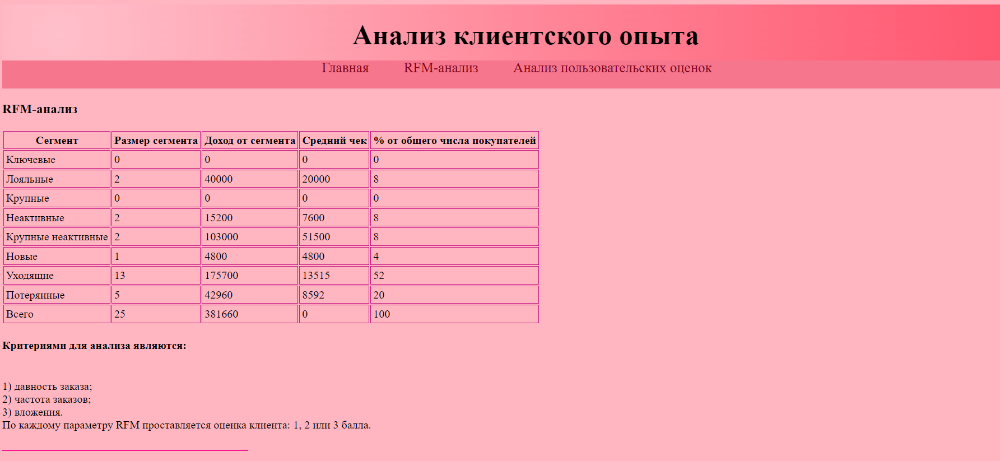 Анализ клиентского опыта
Главная RFM-анализ Анализ пользовательских оценок
RFM-анализ
Сегмент Размер сегмента Доход от сегмента Средний чек % от общего числа покупателей
Ключевые 0 0 0 0
Лояльные 2 40000 20000 8
Крупные 0 0 0 0
Неактивные 2 15200 7600 8
Крупные неактивные 2 103000 51500 8
Новые 1 4800 4800 4
Уходящие 13 175700 13515 52
Потерянные 5 42960 8592 20
Всего 25 381660 0 100
Критериями для анализа являются:
1) давность заказа;
2) частота заказов;
3) вложения.
По каждому параметру RFM проставляется оценка клиента: 1, 2 или 3 балла.